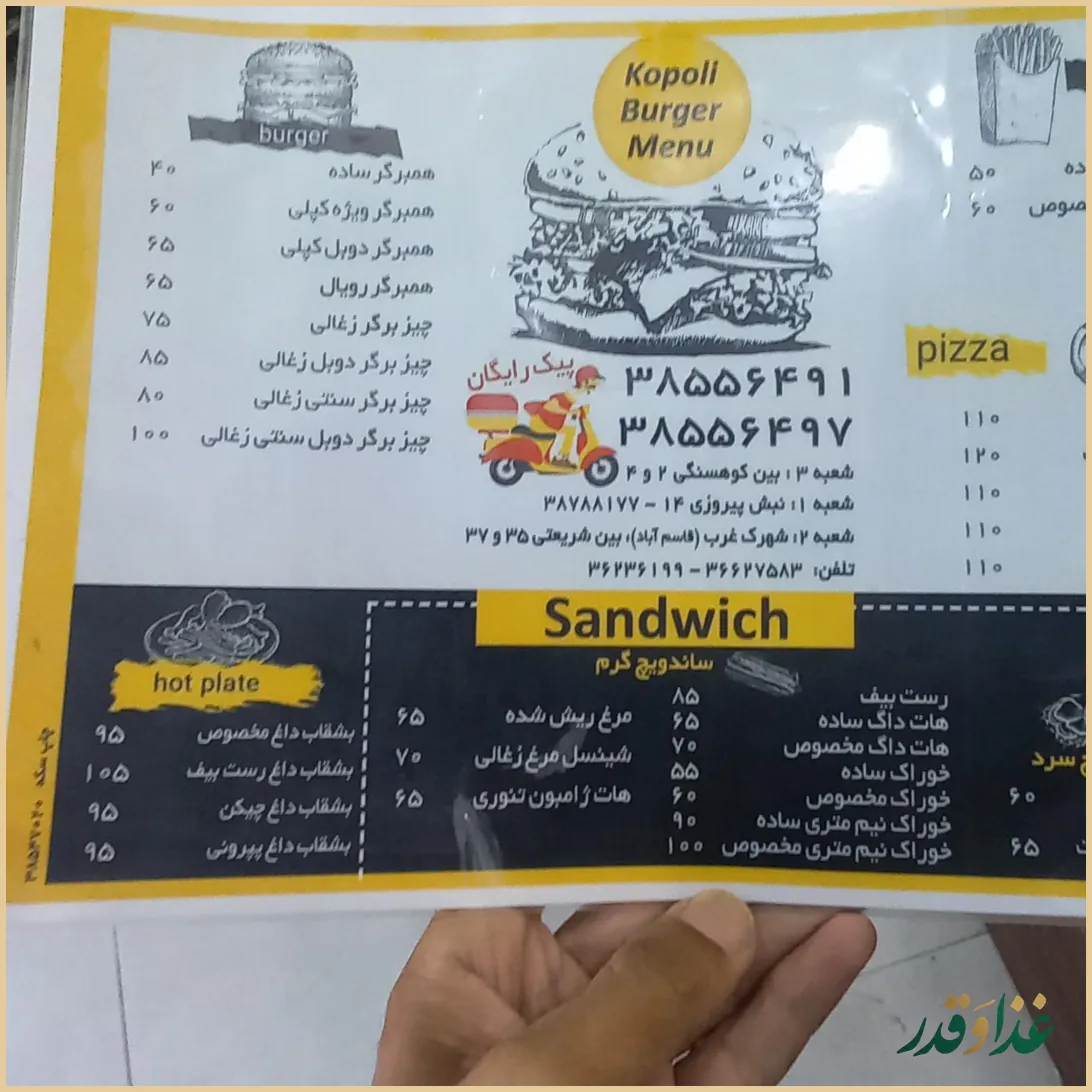 Kopoli
Burger
Menu
burger
همبرگر ساده ۴۰
همبرگر ویژه کپلی ۶۰
همبرگر دوبل کپلی ۶۵
همبرگر رویال ۶۵
چیز برگر زغالی ۷۵
چیز برگر دوبل زغالی ۸۵
چیز برگر سنتی زغالی ۸۰
چیز برگر دوبل سنتی زغالی ۱۰۰
پیک رایگان
۳۸۵۵۶۴۹۱
۳۸۵۵۶۴۹۷
شعبه ۳: بین کوهسنگی ۲ و ۴
شعبه ۱: نبش پیروزی ۱۴ - ۳۸۷۸۸۱۷۷
شعبه ۲: شهرک غرب (قاسم آباد)، بین شریعتی ۳۵ و ۳۷
تلفن: ۳۶۶۲۷۵۸۳ - ۳۶۲۳۶۱۹۹
۵۰
۶۰
pizza
۱۱۰
۱۲۰
۱۱۰
۱۱۰
۱۱۰
Sandwich
ساندویچ گرم
رست بیف ۸۵
هات داگ ساده ۶۵
هات داگ مخصوص ۷۰
خوراک ساده ۵۵
خوراک مخصوص ۶۰
خوراک نیم متری ساده ۹۰
خوراک نیم متری مخصوص ۱۰۰
مرغ ریش شده ۶۵
شینسل مرغ زغالی ۷۰
هات ژامبون تنوری ۶۵
سرد
۶۰
۶۵
hot plate
بشقاب داغ مخصوص ۹۵
بشقاب داغ رست بیف ۱۰۵
بشقاب داغ چیکن ۹۵
بشقاب داغ پپرونی ۹۵
چاپ سکه ۳۸۵۴۷۰۴۰
غذا و قدر